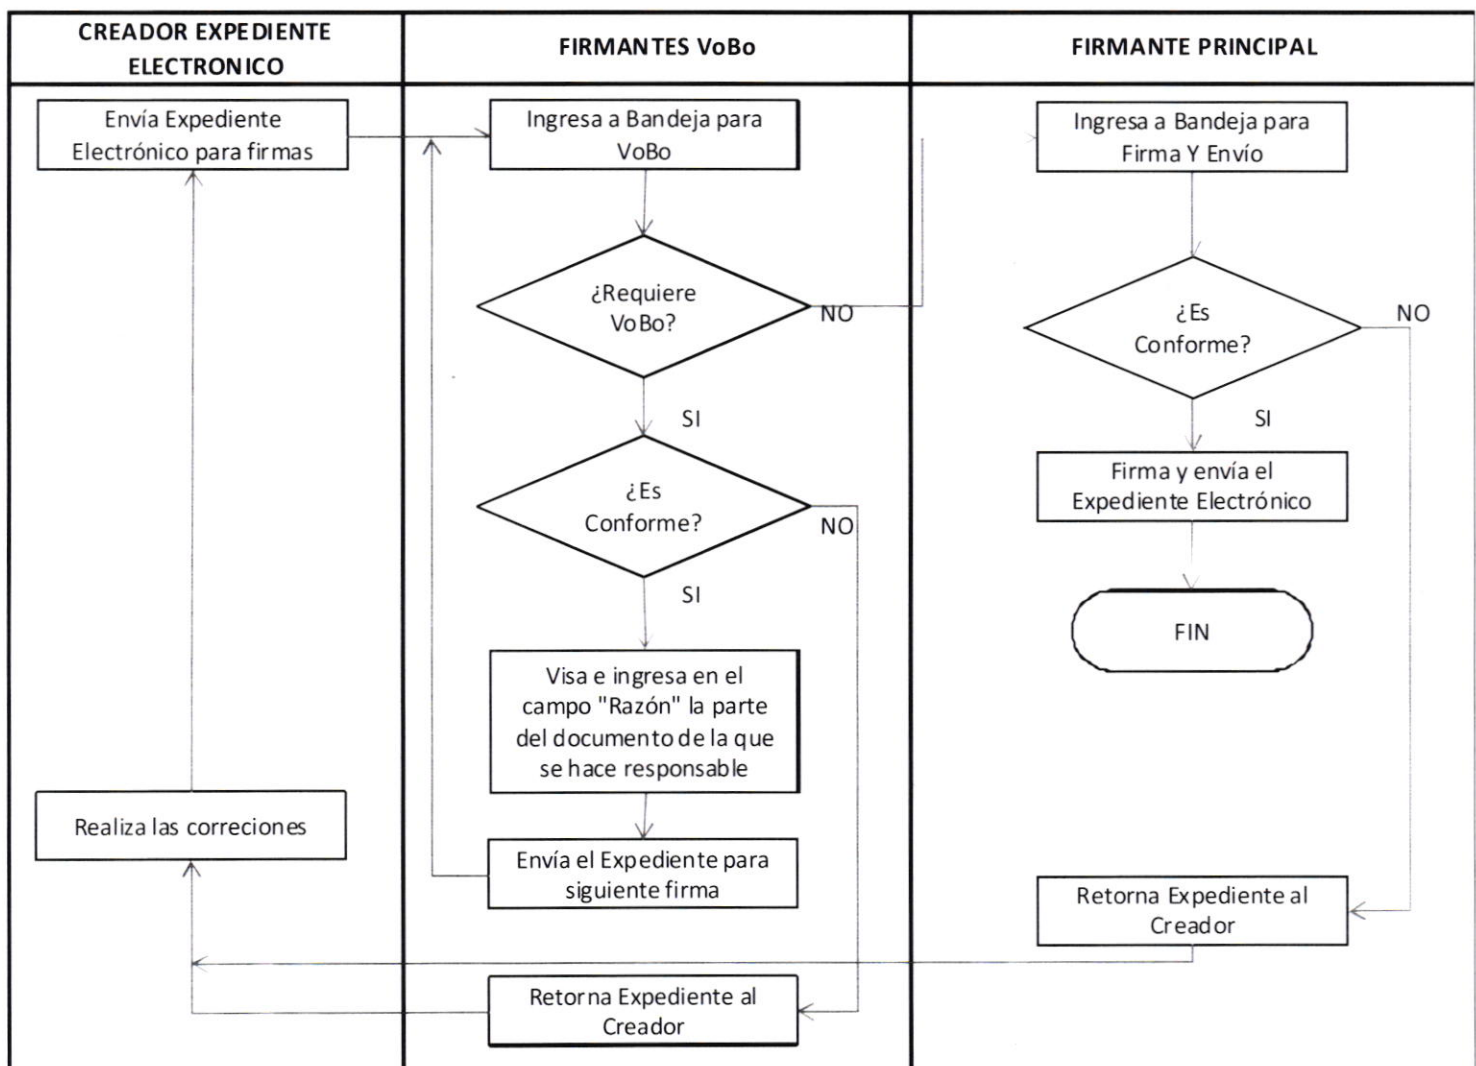 CREADOR EXPEDIENTE
ELECTRONICO
FIRMANTES VoBo
FIRMANTE PRINCIPAL
Envía Expediente
Electrónico para firmas
Ingresa a Bandeja para
VoBo
Ingresa a Bandeja para
Firma Y Envío
¿Requiere
VoBo?
NO
SI
¿Es
Conforme?
NO
SI
¿Es
Conforme?
NO
SI
Firma y envía el
Expediente Electrónico
FIN
Visa e ingresa en el
campo "Razón" la parte
del documento de la que
se hace responsable
Realiza las correciones
Envía el Expediente para
siguiente firma
Retorna Expediente al
Creador
Retorna Expediente al
Creador